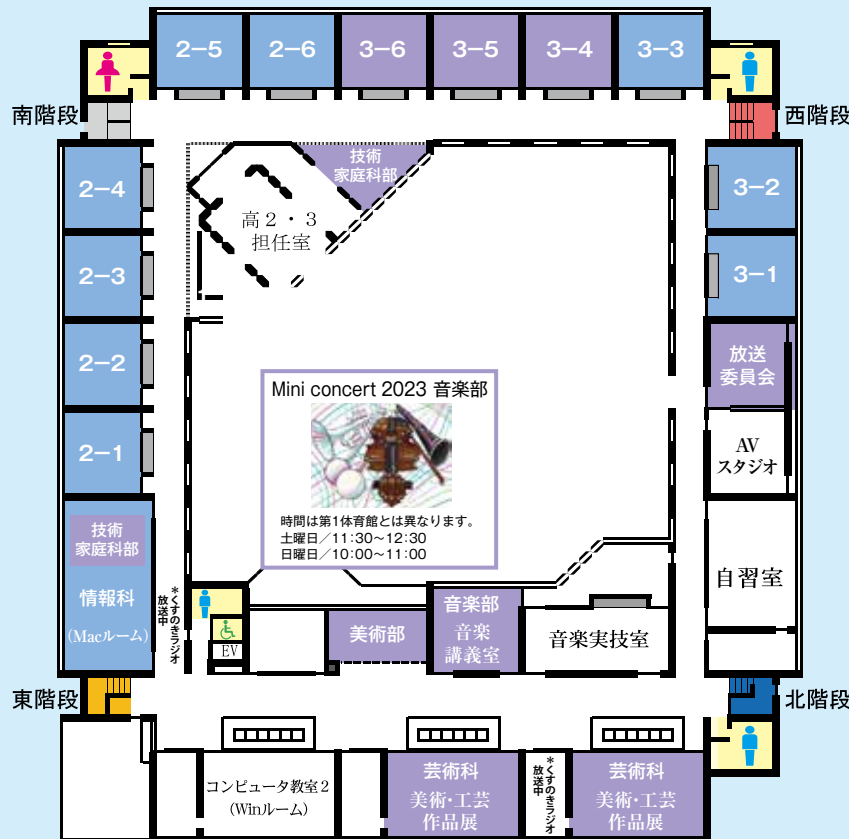 2−5
2−6
3−6
3−5
3−4
3−3
南階段
西階段
技術
家庭科部
2−4
3−2
高2・3
担任室
2−3
3−1
2−2
放送
委員会
Mini concert 2023 音楽部
時間は第1体育館とは異なります。
土曜日／11:30〜12:30
日曜日／10:00〜11:00
2−1
AV
スタジオ
技術
家庭科部
情報科
(Macルーム)
*くすのきラジオ
放送中
EV
美術部
音楽部
音楽
講義室
音楽実技室
自習室
東階段
北階段
コンピュータ教室2
(Winルーム)
芸術科
美術・工芸
作品展
*くすのきラジオ
放送中
芸術科
美術・工芸
作品展